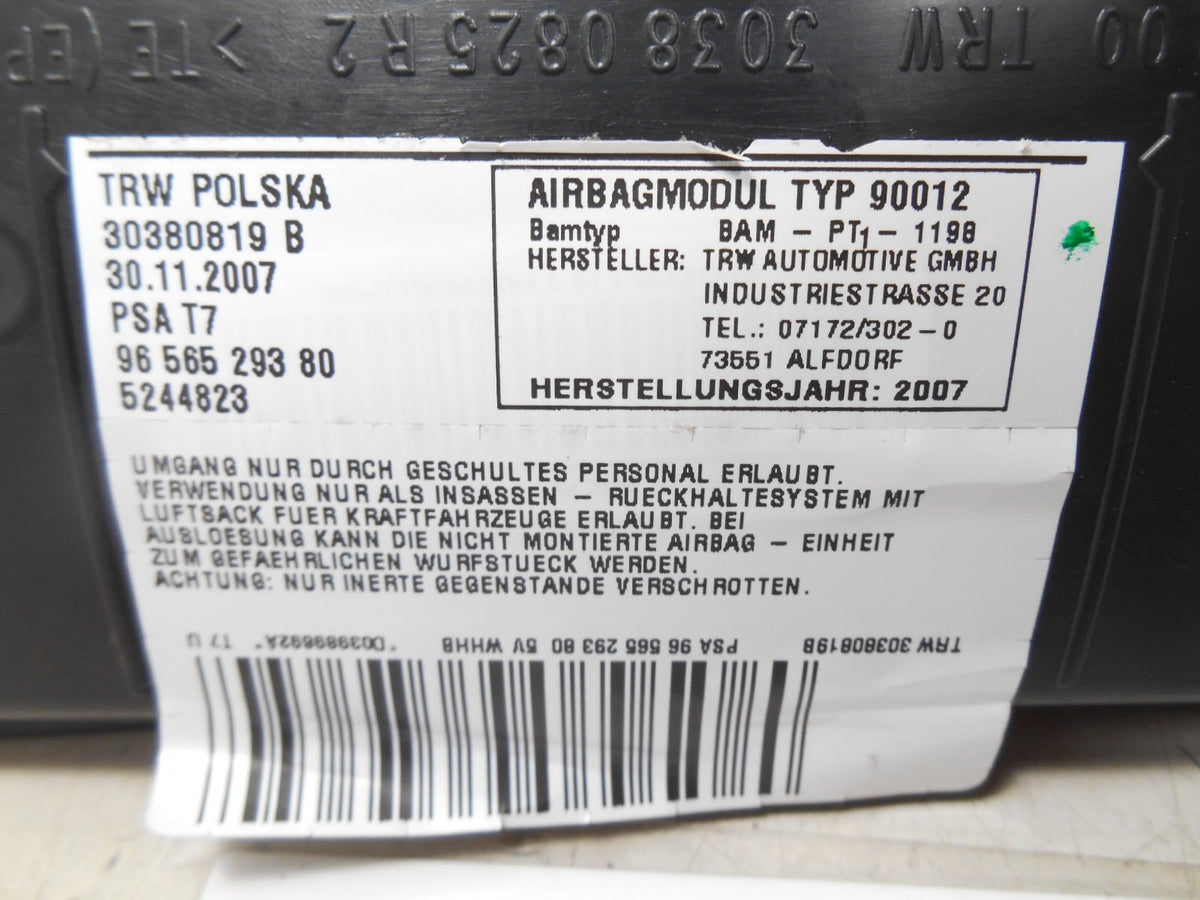 00 TRW 3038 0825 R2 >TE(EP
TRW POLSKA
30380819 B
30.11.2007
PSA T7
96 565 293 80
5244823
AIRBAGMODUL TYP 90012
Bamtyp BAM - PT1 - 1198
HERSTELLER: TRW AUTOMOTIVE GMBH
INDUSTRIESTRASSE 20
TEL.: 07172/302-0
73551 ALFDORF
HERSTELLUNGSJAHR: 2007
UMGANG NUR DURCH GESCHULTES PERSONAL ERLAUBT.
VERWENDUNG NUR ALS INSASSEN - RUECKHALTESYSTEM MIT
LUFTSACK FUER KRAFTFAHRZEUGE ERLAUBT. BEI
AUSLOESUNG KANN DIE NICHT MONTIERTE AIRBAG - EINHEIT
ZUM GEFAEHRLICHEN WURFSTUECK WERDEN.
ACHTUNG: NUR INERTE GEGENSTANDE VERSCHROTTEN.
TRW 30380819B PSA 96 565 293 80 5V WHHB *D03989692A* T7 U